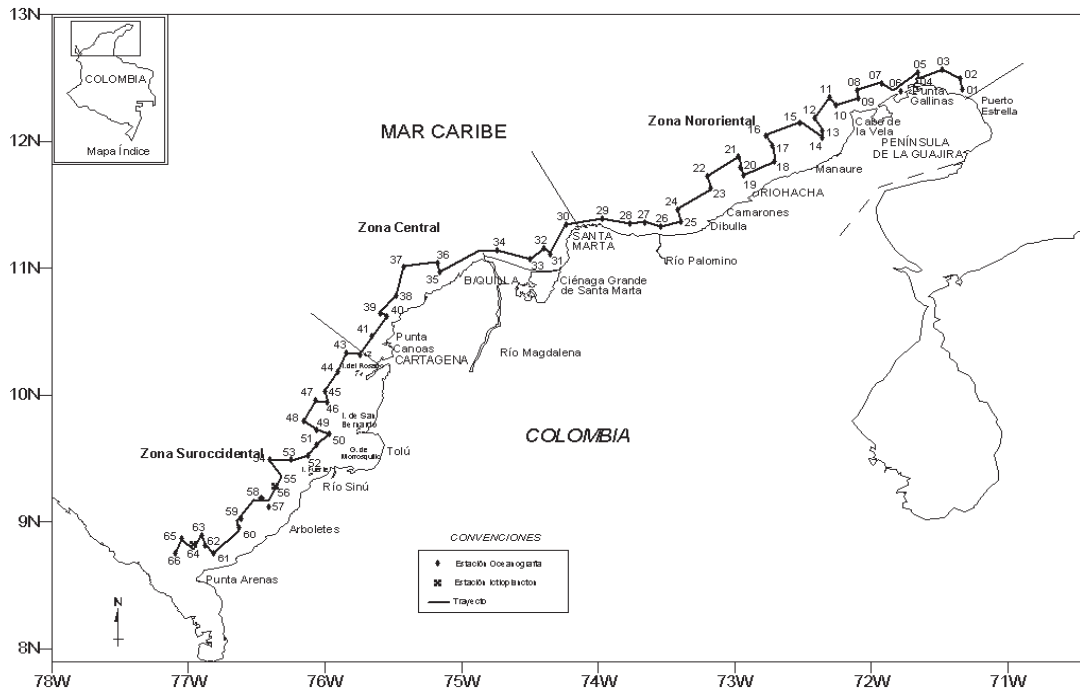 13N
12N
11N
10N
9N
8N
78W
77W
76W
75W
74W
73W
72W
71W
COLOMBIA
Mapa Índice
MAR CARIBE
Zona Nororiental
Zona Central
Zona Suroccidental
COLOMBIA
Punta
Gallinas
Puerto
Estrella
Cabo de
la Vela
PENÍNSULA
DE LA GUAJIRA
Manaure
RIOHACHA
Camarones
Dibulla
Río Palomino
SANTA
MARTA
Ciénaga Grande
de Santa Marta
B/QUILLA
Río Magdalena
Punta
Canoas
CARTAGENA
I. del Rosario
I. de San
Bernardo
G. de
Morrosquillo
Tolú
I. Fuerte
Río Sinú
Arboletes
Punta Arenas
01
02
03
04
05
06
07
08
09
10
11
12
13
14
15
16
17
18
19
20
21
22
23
24
25
26
27
28
29
30
31
32
33
34
35
36
37
38
39
40
41
43
44
45
46
47
48
49
50
51
52
53
54
55
56
57
58
59
60
61
62
63
64
65
66
N
CONVENCIONES
Estación Oceanografía
Estación Ictioplancton
Trayecto